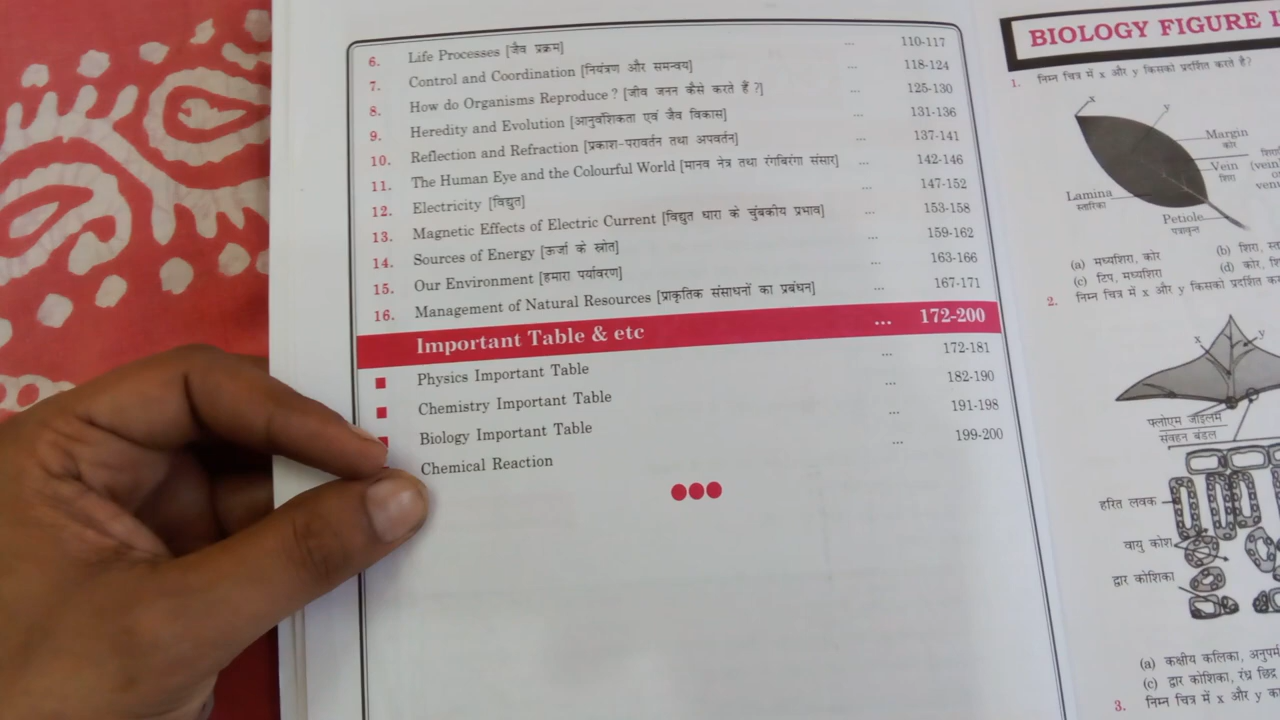 6. Life Processes [जैव प्रक्रम] ... 110-117
7. Control and Coordination [नियंत्रण और समन्वय] ... 118-124
8. How do Organisms Reproduce ? [जीव जनन कैसे करते हैं ?] ... 125-130
9. Heredity and Evolution [आनुवंशिकता एवं जैव विकास] ... 131-136
10. Reflection and Refraction [प्रकाश-परावर्तन तथा अपवर्तन] ... 137-141
11. The Human Eye and the Colourful World [मानव नेत्र तथा रंगबिरंगा संसार] ... 142-146
12. Electricity [विद्युत] ... 147-152
13. Magnetic Effects of Electric Current [विद्युत धारा के चुंबकीय प्रभाव] ... 153-158
14. Sources of Energy [ऊर्जा के स्रोत] ... 159-162
15. Our Environment [हमारा पर्यावरण] ... 163-166
16. Management of Natural Resources [प्राकृतिक संसाधनों का प्रबंधन] ... 167-171
Important Table & etc ... 172-200
Physics Important Table ... 172-181
Chemistry Important Table ... 182-190
Biology Important Table ... 191-198
Chemical Reaction ... 199-200
BIOLOGY FIGURE
1. निम्न चित्र में x और y किसको प्रदर्शित करते है?
x
y
Margin
कोर
Vein
शिरा
(vein
Lamina
स्तरिका
Petiole
पत्रवृन्त
(a) मध्यशिरा, कोर
(b) शिरा,
(c) टिप, मध्यशिरा
(d) कोर,
2. निम्न चित्र में x और y किसको प्रदर्शित
x
y
फ्लोएम जाइलम
संवहन बंडल
हरित लवक
वायु कोश
द्वार कोशिका
(a) कक्षीय कलिका,
(c) द्वार कोशिका, रंध्र छिद्र
3. निम्न चित्र में x और y